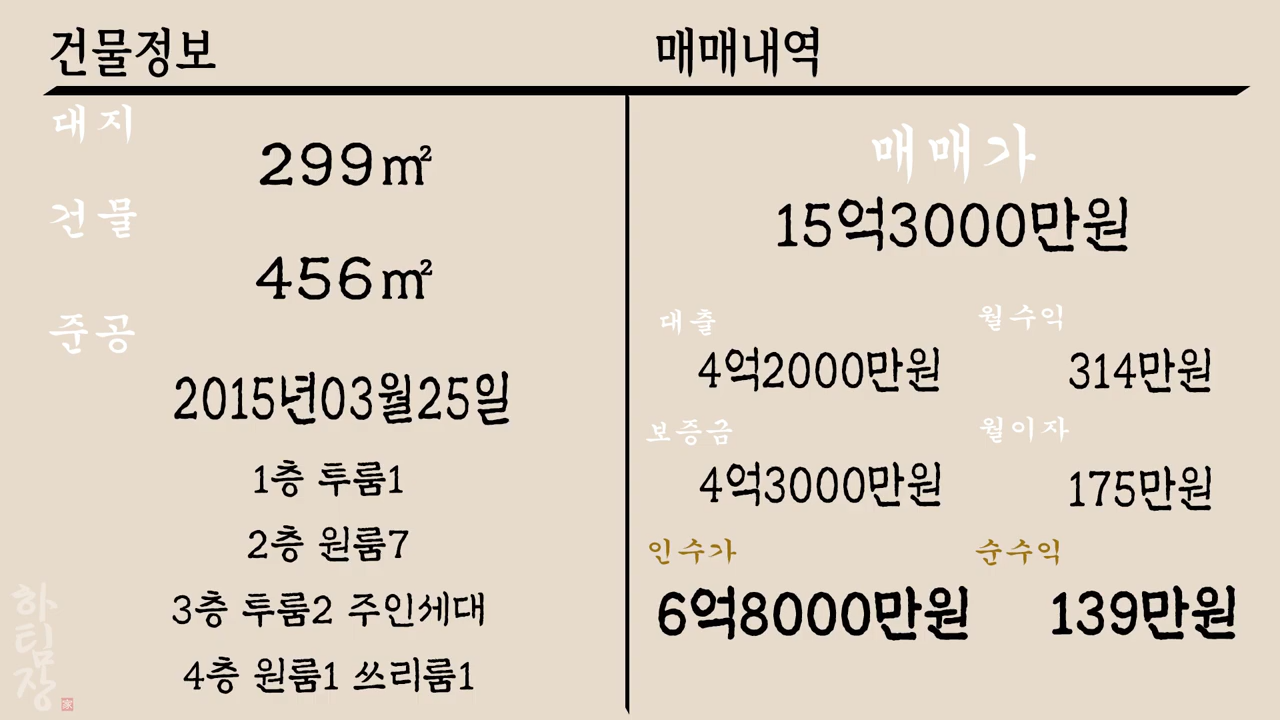 건물정보
대지
299㎡
건물
456㎡
준공
2015년03월25일
1층 투룸1
2층 원룸7
3층 투룸2 주인세대
4층 원룸1 쓰리룸1
하팀장
매매내역
매매가
15억3000만원
대출
4억2000만원
월수익
314만원
보증금
4억3000만원
월이자
175만원
인수가
6억8000만원
순수익
139만원